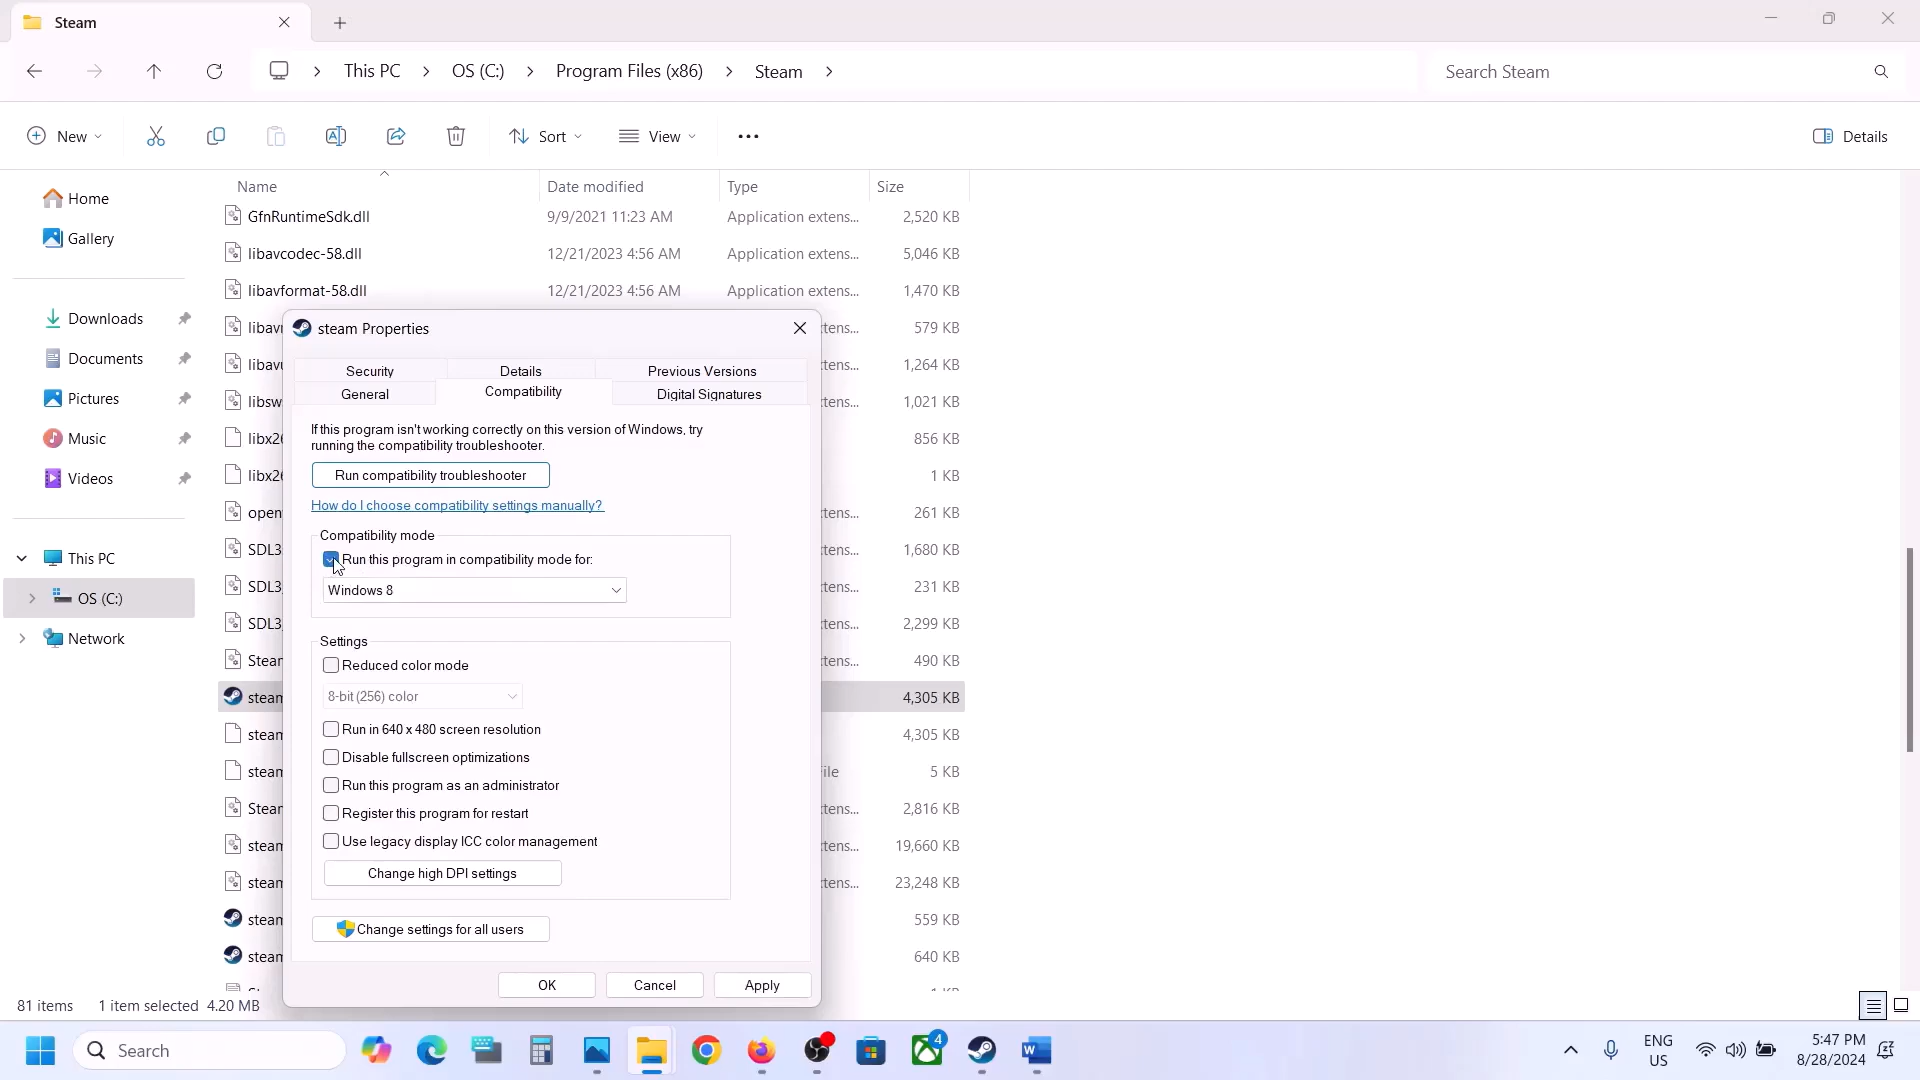 Steam
This PC
OS (C:)
Program Files (x86)
Steam
Search Steam
New
Sort
View
Details
Name
Date modified
Type
Size
GfnRuntimeSdk.dll 9/9/2021 11:23 AM Application extens... 2,520 KB
libavcodec-58.dll 12/21/2023 4:56 AM Application extens... 5,046 KB
libavformat-58.dll 12/21/2023 4:56 AM Application extens... 1,470 KB
579 KB
1,264 KB
1,021 KB
856 KB
1 KB
261 KB
1,680 KB
231 KB
2,299 KB
490 KB
4,305 KB
4,305 KB
5 KB
2,816 KB
19,660 KB
23,248 KB
559 KB
640 KB
Home
Gallery
Downloads
Documents
Pictures
Music
Videos
This PC
OS (C:)
Network
steam Properties
Security
Details
Previous Versions
General
Compatibility
Digital Signatures
If this program isn't working correctly on this version of Windows, try
running the compatibility troubleshooter.
Run compatibility troubleshooter
How do I choose compatibility settings manually?
Compatibility mode
Run this program in compatibility mode for:
Windows 8
Settings
Reduced color mode
8-bit (256) color
Run in 640 x 480 screen resolution
Disable fullscreen optimizations
Run this program as an administrator
Register this program for restart
Use legacy display ICC color management
Change high DPI settings
Change settings for all users
OK
Cancel
Apply
81 items
1 item selected 4.20 MB
Search
4
ENG
US
5:47 PM
8/28/2024